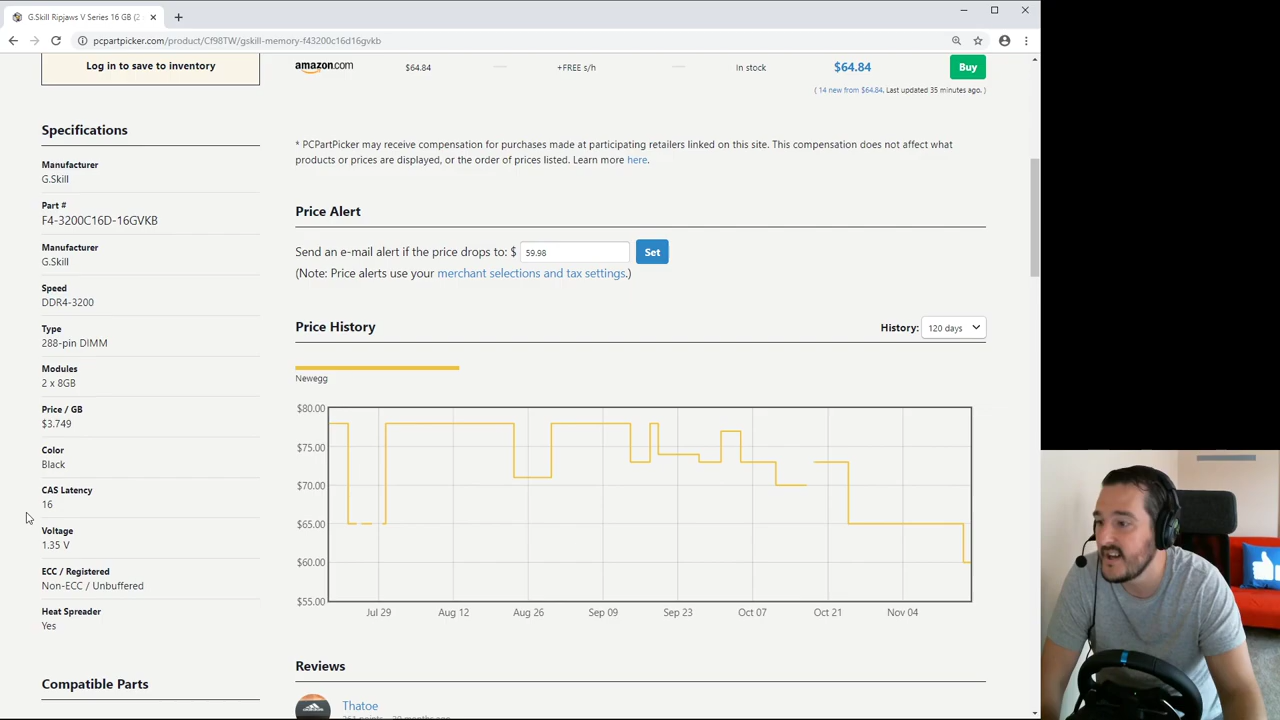 G.Skill Ripjaws V Series 16 GB (2
pcpartpicker.com/product/Cf98TW/gskill-memory-f43200c16d16gvkb
Log in to save to inventory
amazon.com $64.84 — +FREE s/h — in stock $64.84 Buy
( 14 new from $64.84, Last updated 35 minutes ago. )
* PCPartPicker may receive compensation for purchases made at participating retailers linked on this site. This compensation does not affect what
products or prices are displayed, or the order of prices listed. Learn more here.
Specifications
Manufacturer
G.Skill
Part #
F4-3200C16D-16GVKB
Manufacturer
G.Skill
Speed
DDR4-3200
Type
288-pin DIMM
Modules
2 x 8GB
Price / GB
$3.749
Color
Black
CAS Latency
16
Voltage
1.35 V
ECC / Registered
Non-ECC / Unbuffered
Heat Spreader
Yes
Compatible Parts
Price Alert
Send an e-mail alert if the price drops to: $ 59.98 Set
(Note: Price alerts use your merchant selections and tax settings.)
Price History
History: 120 days
Newegg
$80.00
$75.00
$70.00
$65.00
$60.00
$55.00
Jul 29 Aug 12 Aug 26 Sep 09 Sep 23 Oct 07 Oct 21 Nov 04
Reviews
Thatoe